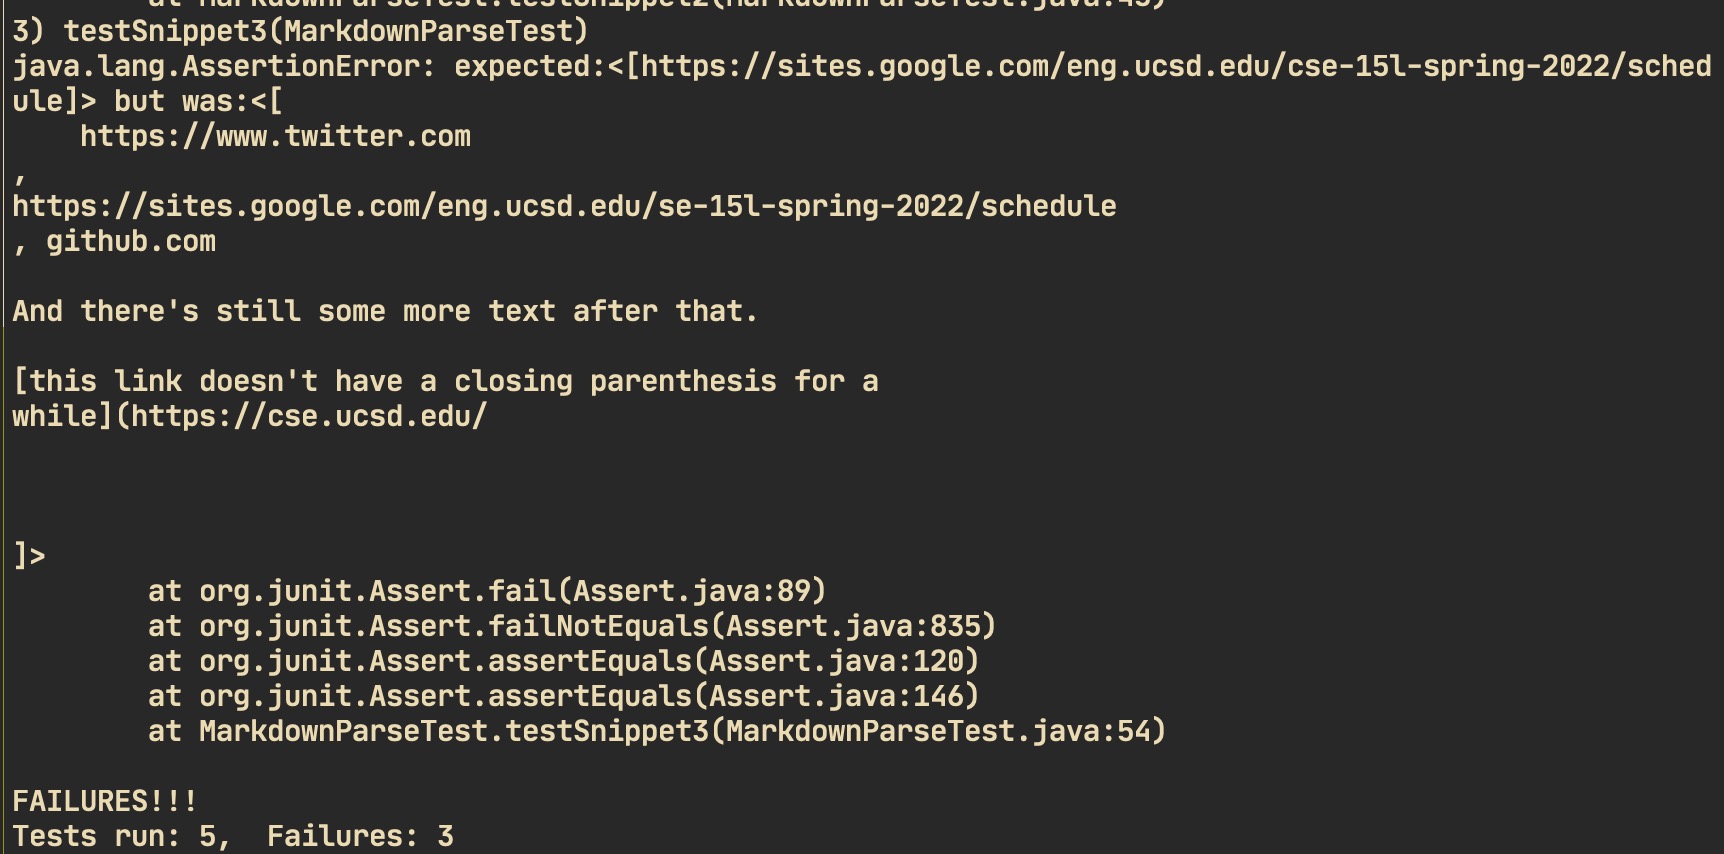 at MarkdownParseTest.testSnippet2(MarkdownParseTest.java:43)
3) testSnippet3(MarkdownParseTest)
java.lang.AssertionError: expected:<[https://sites.google.com/eng.ucsd.edu/cse-15l-spring-2022/sched
ule]> but was:<[
    https://www.twitter.com
,
https://sites.google.com/eng.ucsd.edu/se-15l-spring-2022/schedule
, github.com

And there's still some more text after that.

[this link doesn't have a closing parenthesis for a
while](https://cse.ucsd.edu/

]>
        at org.junit.Assert.fail(Assert.java:89)
        at org.junit.Assert.failNotEquals(Assert.java:835)
        at org.junit.Assert.assertEquals(Assert.java:120)
        at org.junit.Assert.assertEquals(Assert.java:146)
        at MarkdownParseTest.testSnippet3(MarkdownParseTest.java:54)

FAILURES!!!
Tests run: 5,  Failures: 3